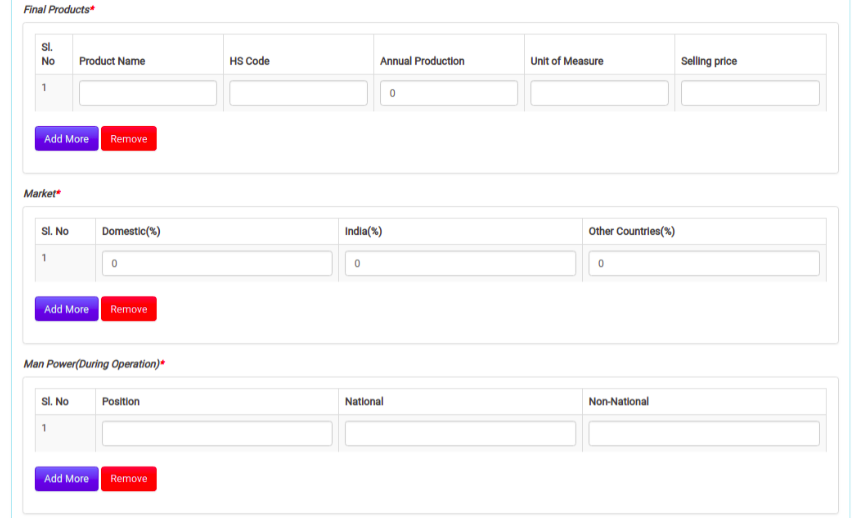 Final Products*
Sl. No Product Name HS Code Annual Production Unit of Measure Selling price
1 0
Add More Remove
Market*
Sl. No Domestic(%) India(%) Other Countries(%)
1 0 0 0
Add More Remove
Man Power(During Operation)*
Sl. No Position National Non-National
1
Add More Remove